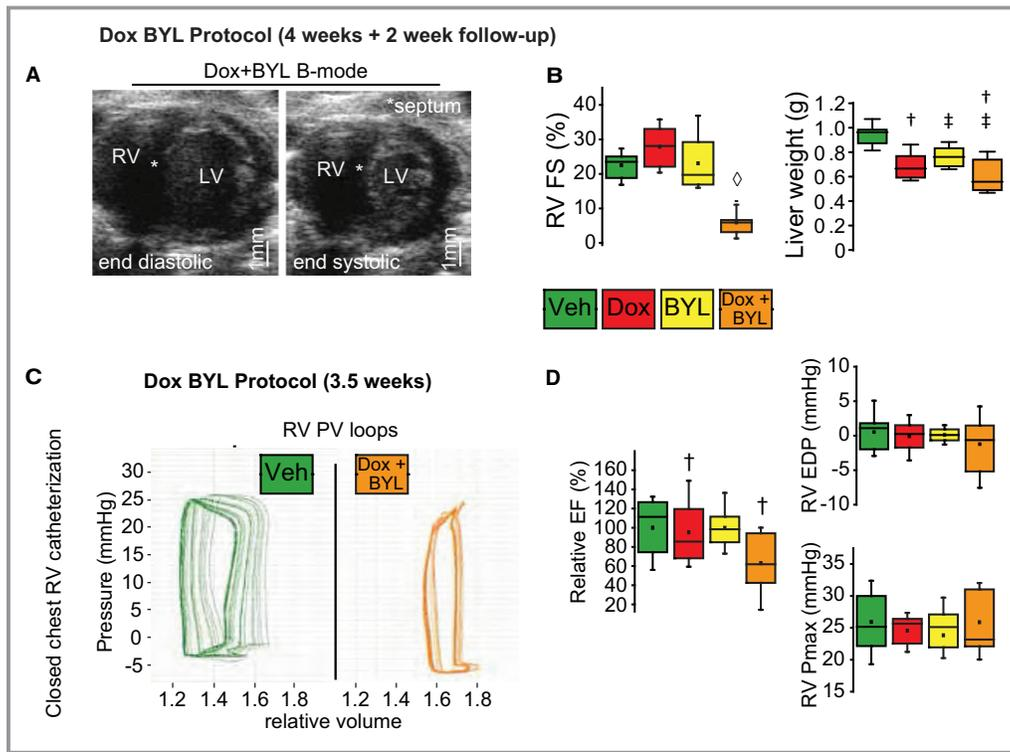 Dox BYL Protocol (4 weeks + 2 week follow-up)
A
Dox+BYL B-mode
*septum
RV * LV
end diastolic
1mm
RV * LV
end systolic
1mm
B
RV FS (%)
40
30
20
10
0
◊
Liver weight (g)
1.2
1.0
0.8
0.6
0.4
0.2
0
†
‡
†
‡
Veh
Dox
BYL
Dox +
BYL
C
Dox BYL Protocol (3.5 weeks)
Closed chest RV catheterization
RV PV loops
Veh
Dox +
BYL
Pressure (mmHg)
30
25
20
15
10
5
0
-5
1.2 1.4 1.6 1.8 1.2 1.4 1.6 1.8
relative volume
D
Relative EF (%)
160
140
120
100
80
60
40
20
†
†
RV EDP (mmHg)
10
5
0
-5
-10
RV Pmax (mmHg)
35
30
25
20
15